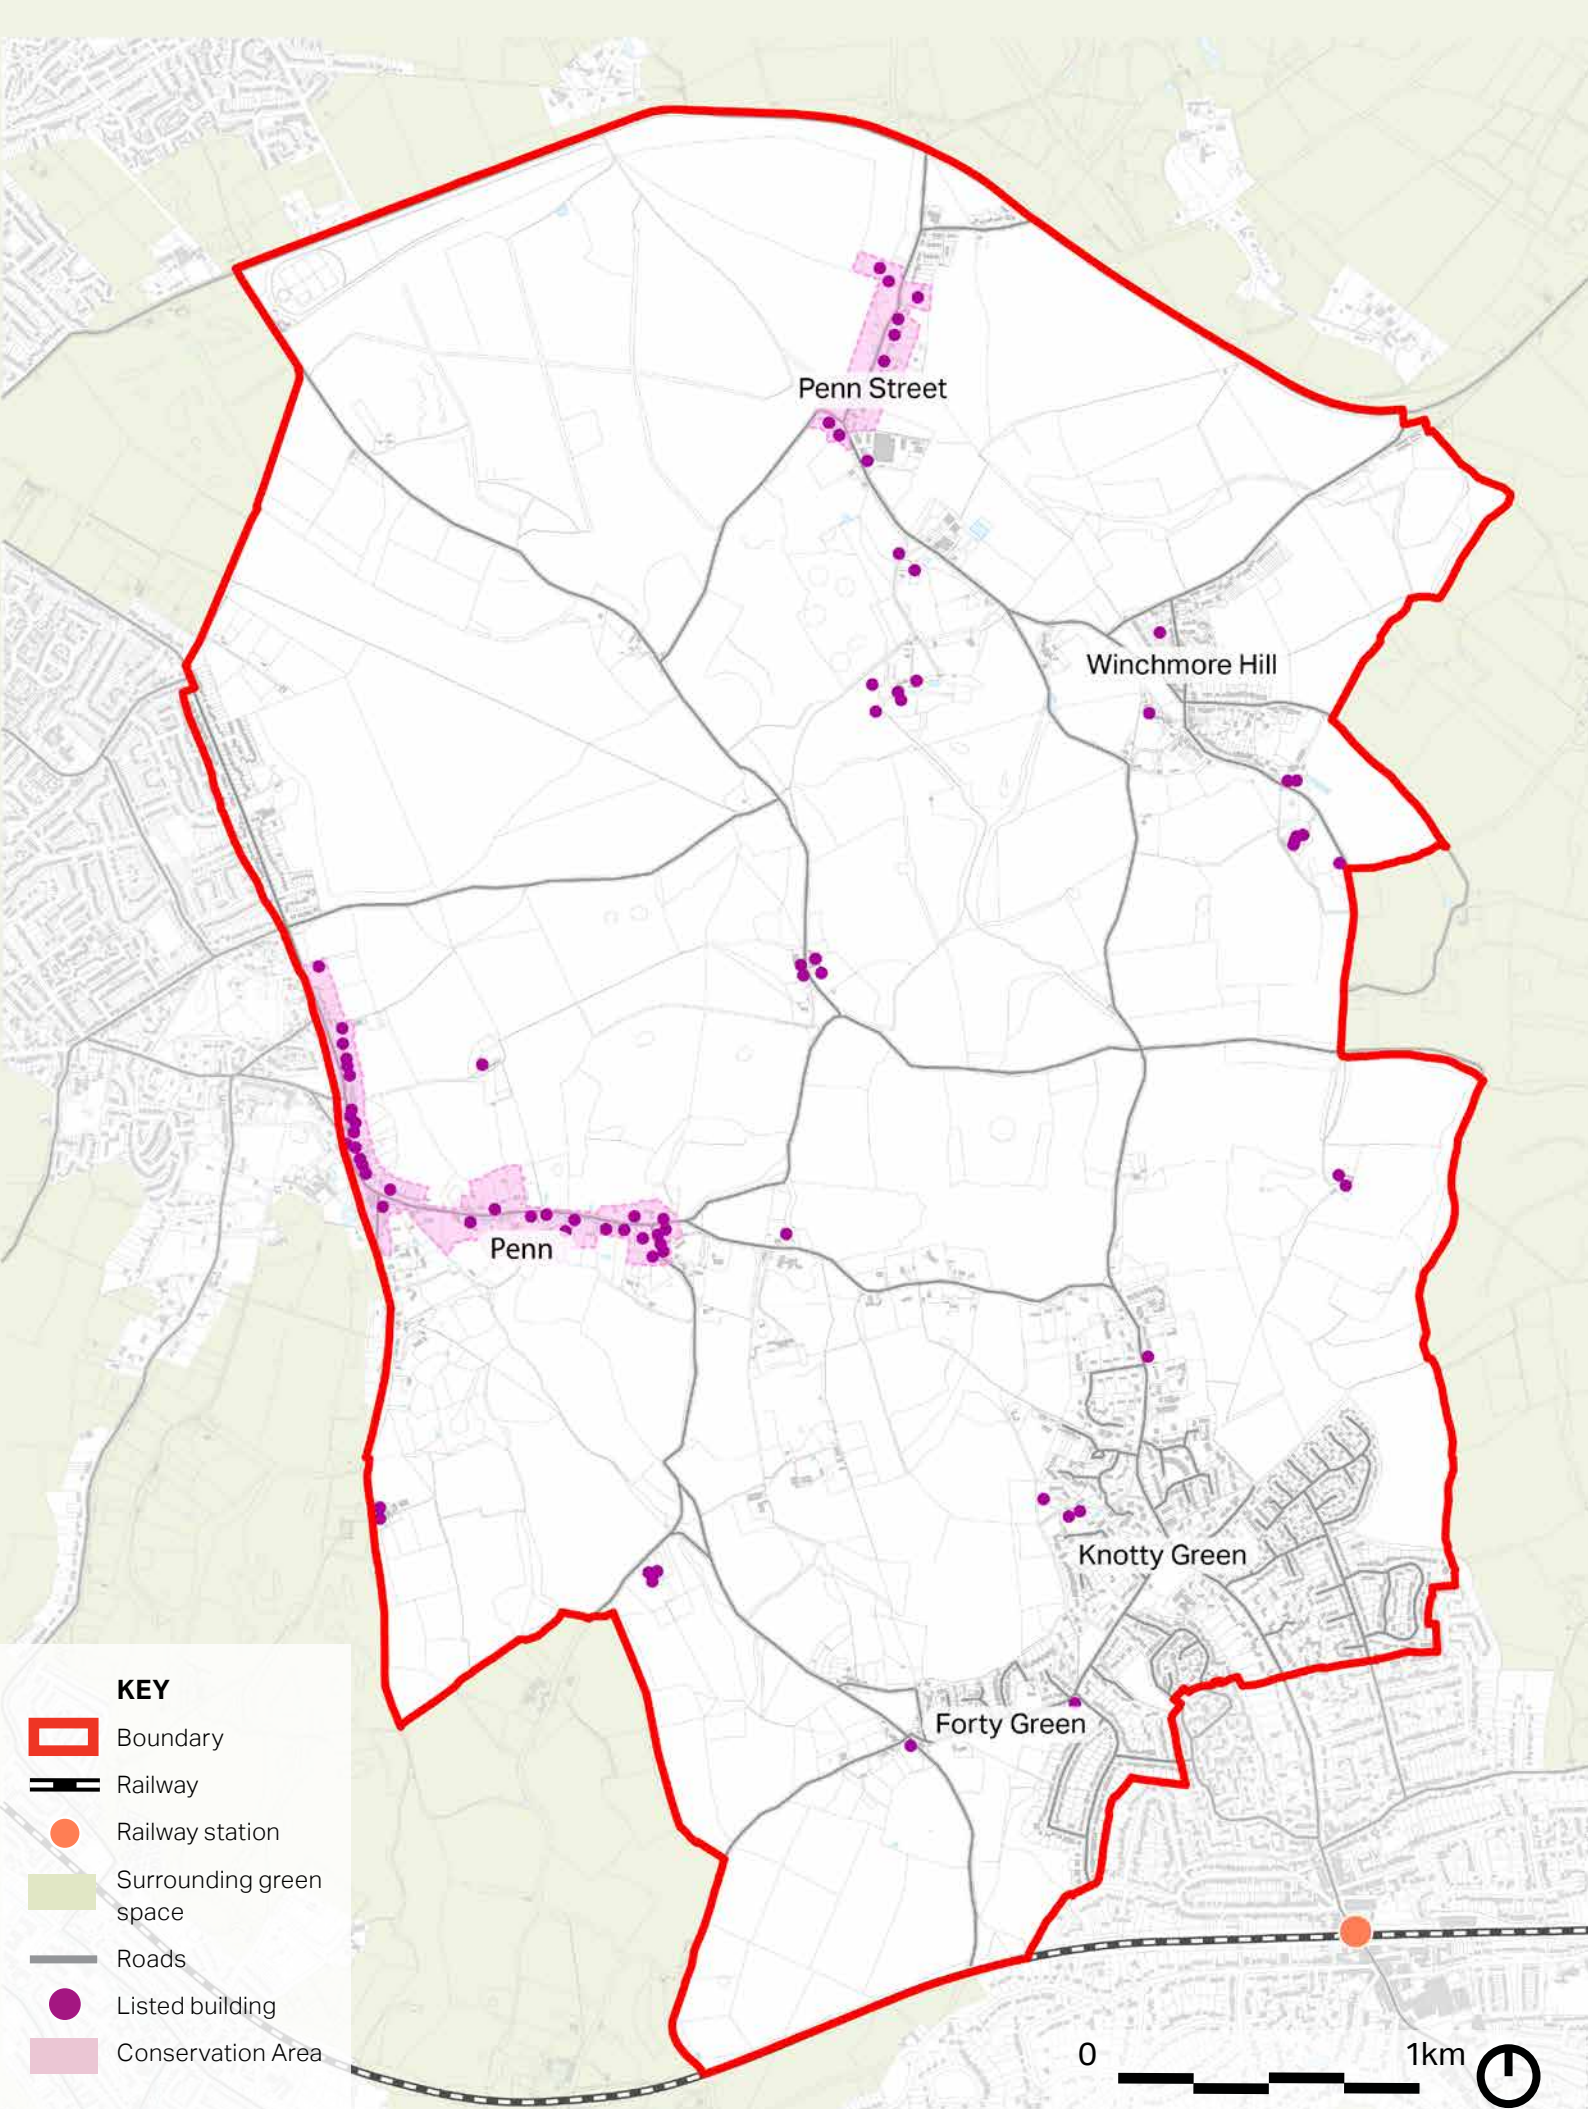 Penn Street
Winchmore Hill
Penn
Knotty Green
Forty Green
KEY
Boundary
Railway
Railway station
Surrounding green
space
Roads
Listed building
Conservation Area
0 1km